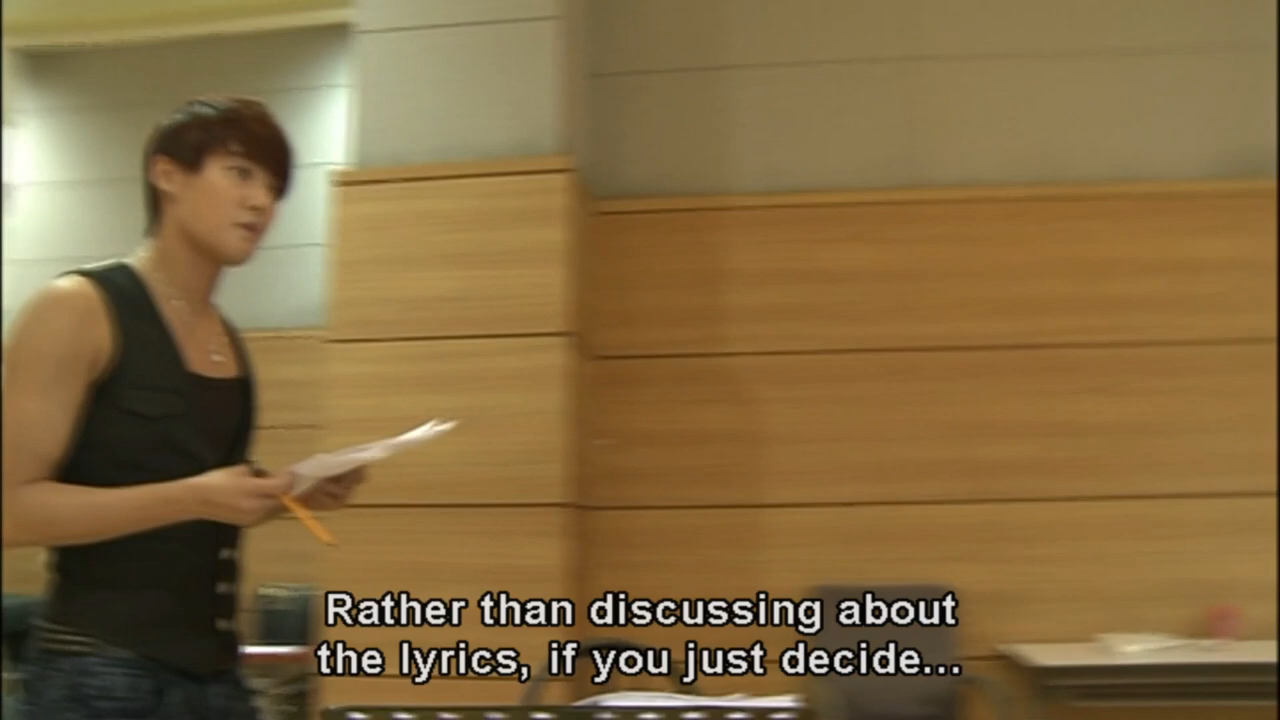 Rather than discussing about
the lyrics, if you just decide...